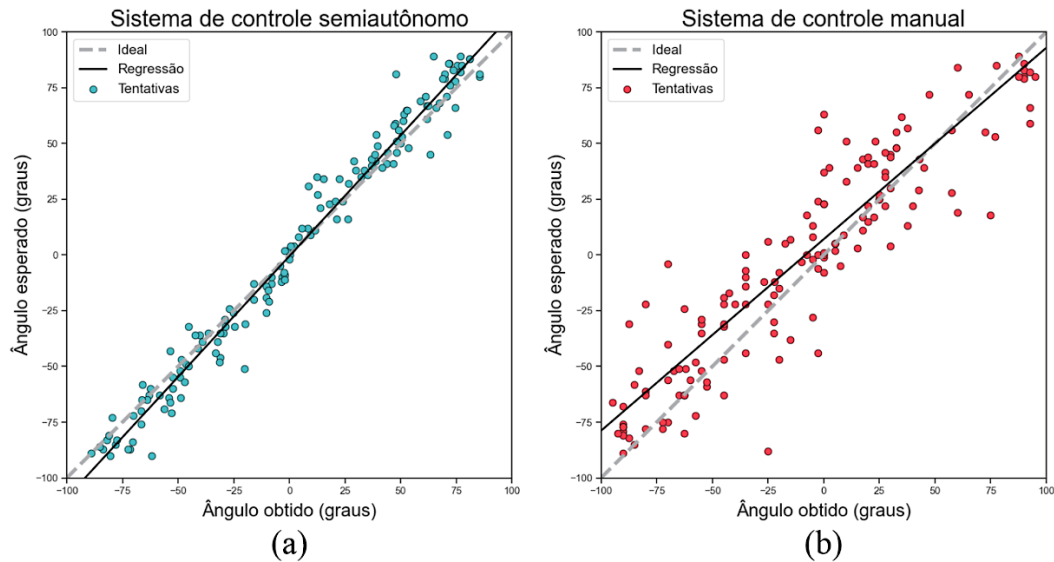 Sistema de controle semiautônomo
Ideal
Regressão
Tentativas
100
75
50
25
0
−25
−50
−75
−100
Ângulo esperado (graus)
−100 −75 −50 −25 0 25 50 75 100
Ângulo obtido (graus)
(a)
Sistema de controle manual
Ideal
Regressão
Tentativas
100
75
50
25
0
−25
−50
−75
−100
Ângulo esperado (graus)
−100 −75 −50 −25 0 25 50 75 100
Ângulo obtido (graus)
(b)